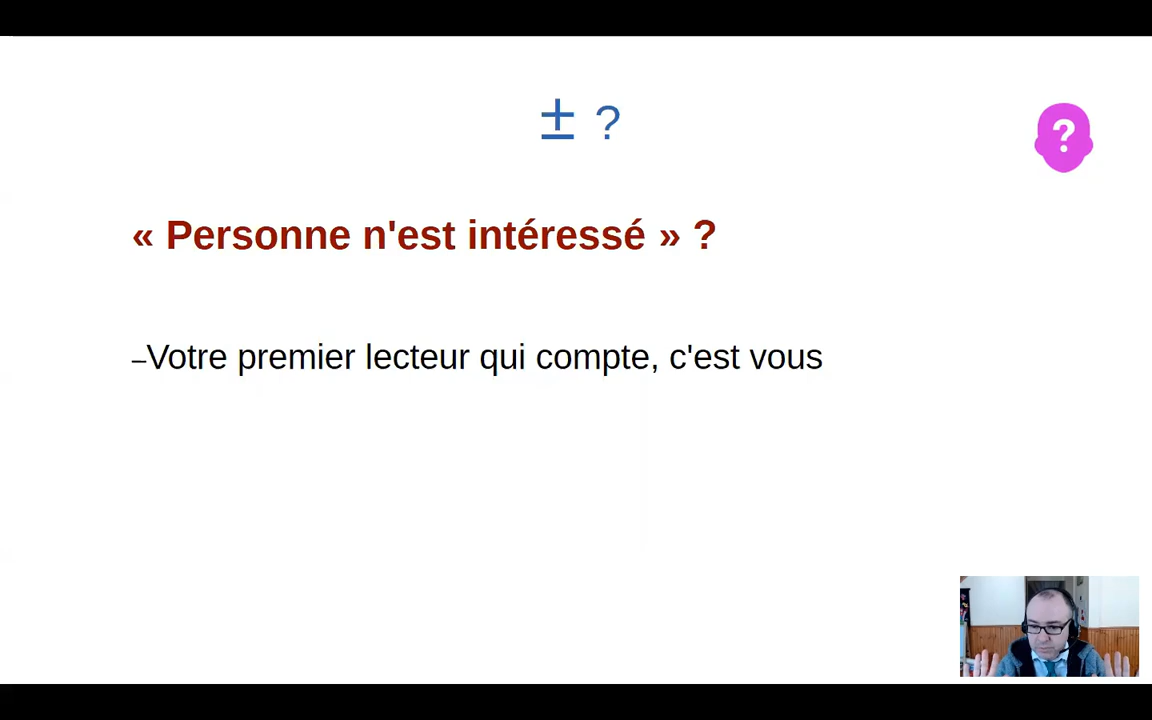 ± ?
?
« Personne n'est intéressé » ?
–Votre premier lecteur qui compte, c'est vous